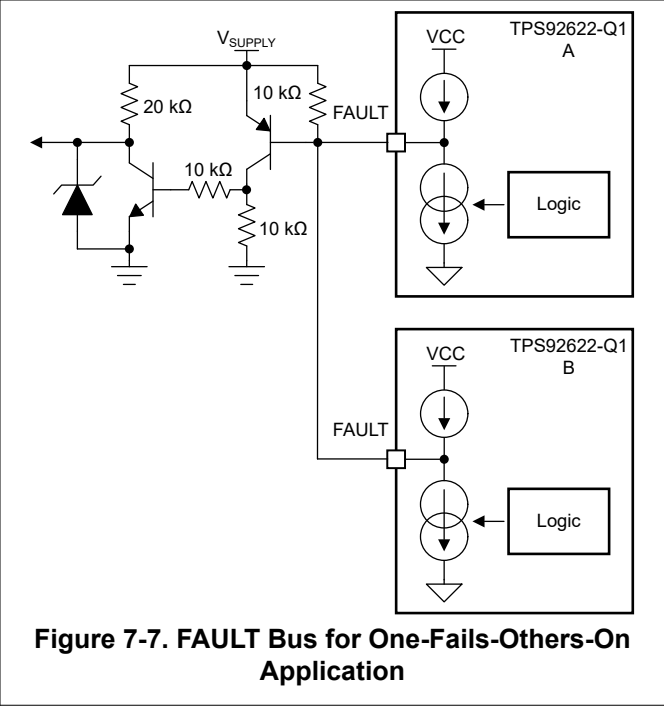 TPS92622-Q1
A
VCC
VSUPPLY
10 kΩ
20 kΩ
FAULT
10 kΩ
Logic
10 kΩ
TPS92622-Q1
B
VCC
FAULT
Logic
Figure 7-7. FAULT Bus for One-Fails-Others-On
Application